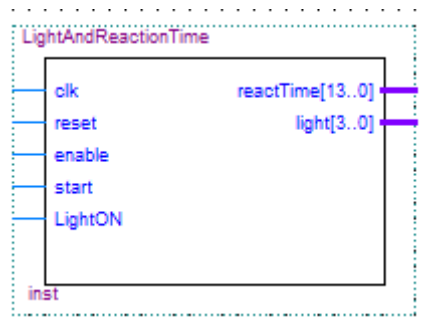 LightAndReactionTime
clk reactTime[13..0]
reset light[3..0]
enable
start
LightON
inst